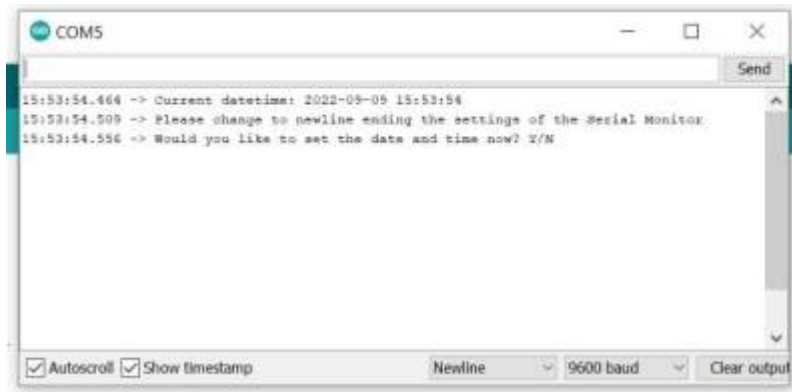 COM5
Send
15:53:54.464 -> Current datetime: 2022-09-05 15:53:54
15:53:54.509 -> Please change to newline ending the settings of the Serial Monitor
15:53:54.556 -> Would you like to set the date and time now? Y/N
Autoscroll Show timestamp Newline 9600 baud Clear output